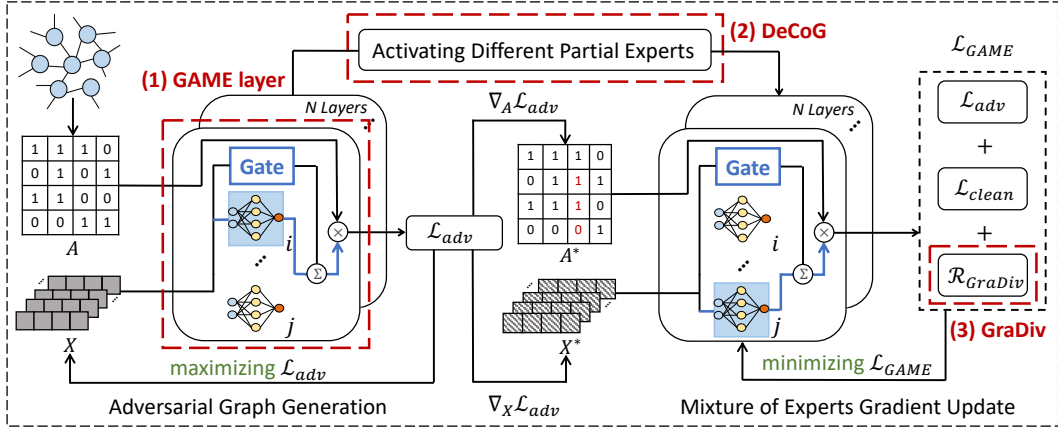 (2) DeCoG
Activating Different Partial Experts
(1) GAME layer
N Layers
Gate
i
j
Σ
×
1 1 1 0
0 1 0 1
1 1 0 0
0 0 1 1
A
X
maximizing ℒ_adv
Adversarial Graph Generation
ℒ_adv
∇_A ℒ_adv
1 1 1 0
0 0 1 1
1 1 1 0
0 0 0 1
A*
X*
∇_X ℒ_adv
N Layers
Gate
i
j
Σ
×
minimizing ℒ_GAME
Mixture of Experts Gradient Update
ℒ_GAME
ℒ_adv
+
ℒ_clean
+
ℛ_GraDiv
(3) GraDiv